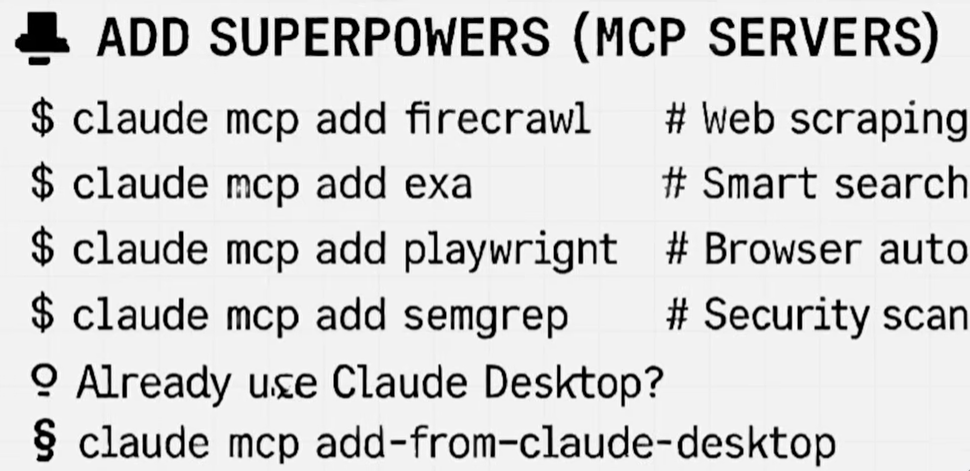 ADD SUPERPOWERS (MCP SERVERS)
$ claude mcp add firecrawl # Web scraping
$ claude mcp add exa # Smart search
$ claude mcp add playwrignt # Browser auto
$ claude mcp add semgrep # Security scan
Already use Claude Desktop?
§ claude mcp add-from-claude-desktop